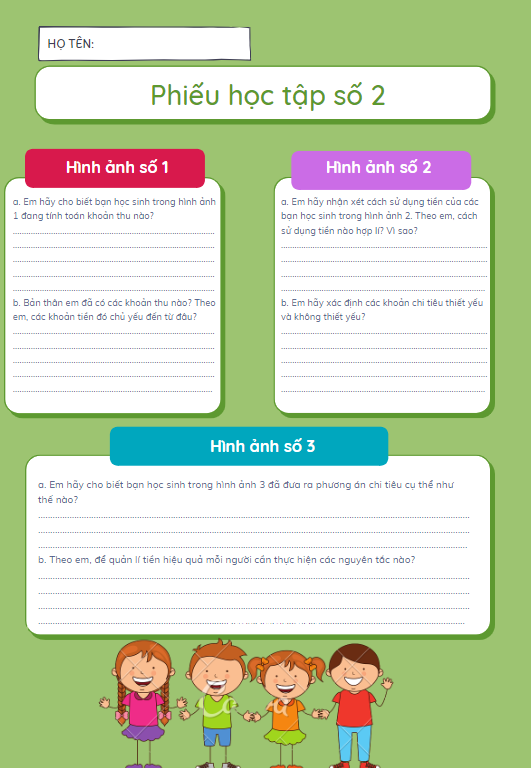 HỌ TÊN:
Phiếu học tập số 2
Hình ảnh số 1
a. Em hãy cho biết bạn học sinh trong hình ảnh
1 đang tính toán khoản thu nào?
b. Bản thân em đã có các khoản thu nào? Theo
em, các khoản tiền đó chủ yếu đến từ đâu?
Hình ảnh số 2
a. Em hãy nhận xét cách sử dụng tiền của các
bạn học sinh trong hình ảnh 2. Theo em, cách
sử dụng tiền nào hợp lí? Vì sao?
b. Em hãy xác định các khoản chi tiêu thiết yếu
và không thiết yếu?
Hình ảnh số 3
a. Em hãy cho biết bạn học sinh trong hình ảnh 3 đã đưa ra phương án chi tiêu cụ thể như
thế nào?
b. Theo em, để quản lí tiền hiệu quả mỗi người cần thực hiện các nguyên tắc nào?